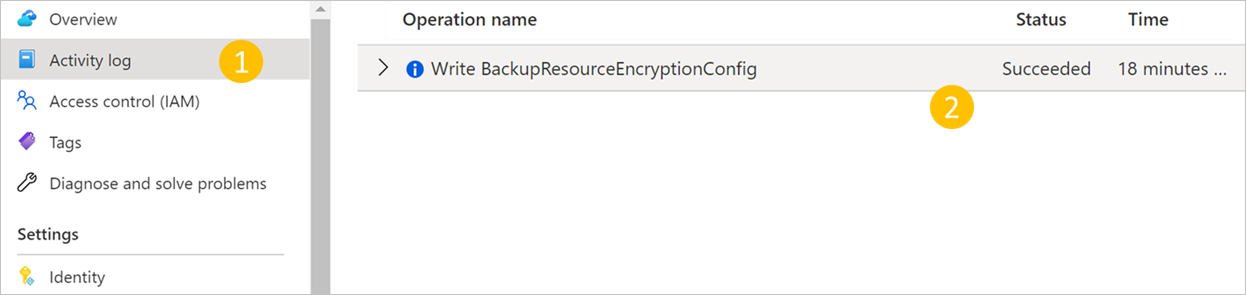 Overview
Activity log
1
Access control (IAM)
Tags
Diagnose and solve problems
Settings
Identity
Operation name Status Time
Write BackupResourceEncryptionConfig Succeeded 18 minutes ...
2